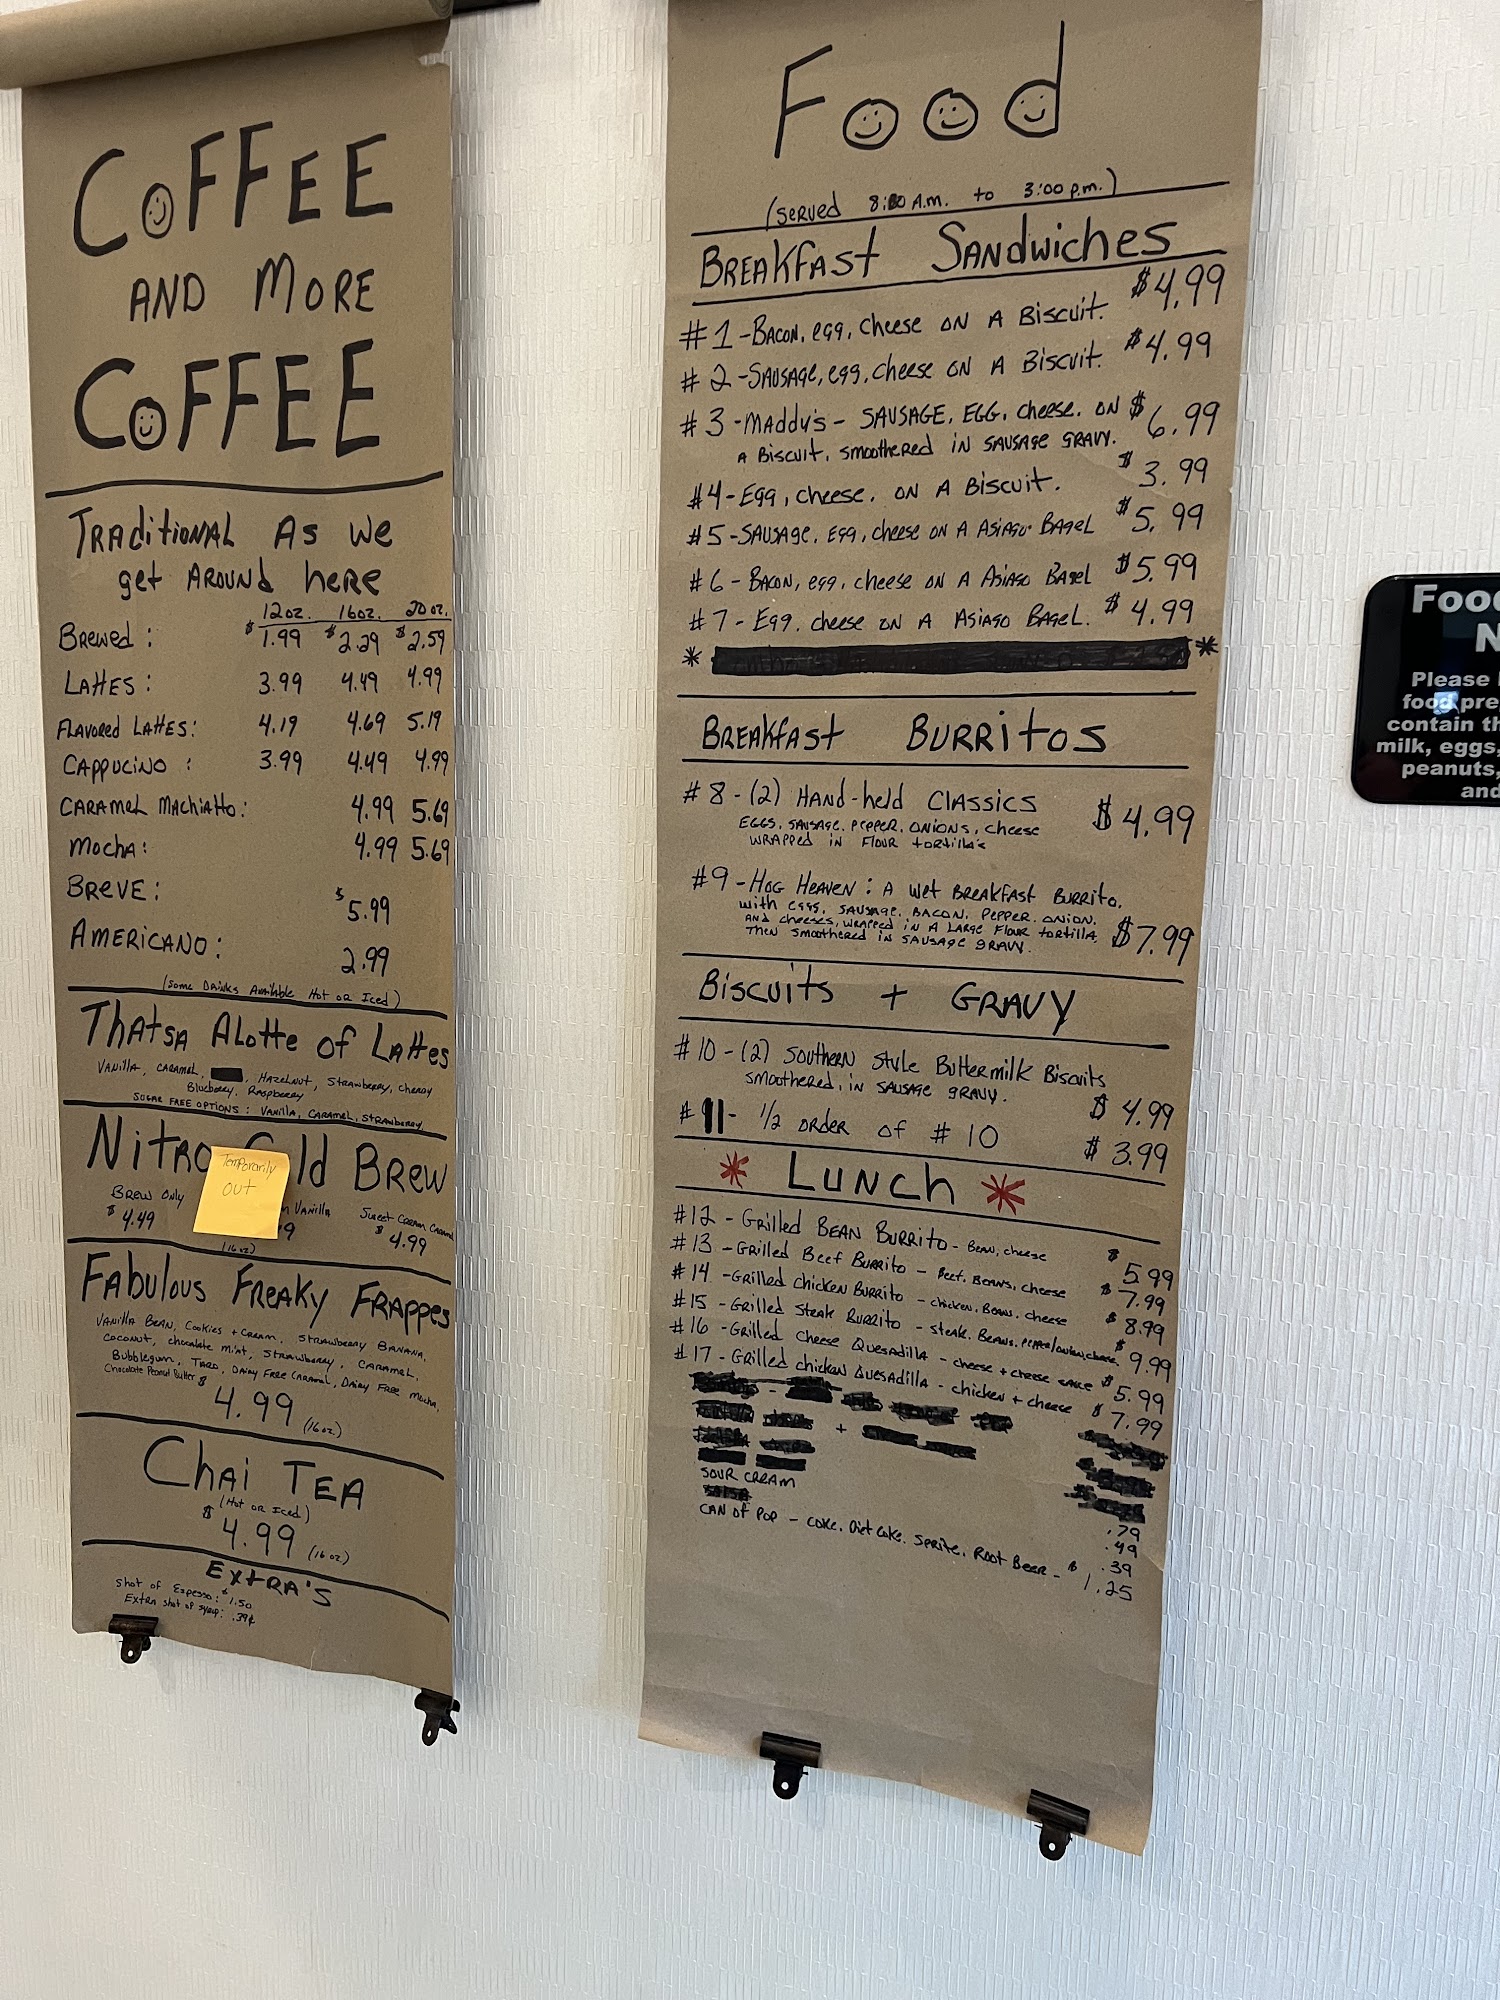 COFFEE
AND MORE
COFFEE
TRADITIONAL AS WE
get AROUND here
12oz. 16oz. 20oz.
BREWED : $1.99 $2.29 $2.59
LATTES : 3.99 4.49 4.99
FLAVORED LATTES: 4.19 4.69 5.19
CAPPUCINO : 3.99 4.49 4.99
CARAMEL MACHIATTO: 4.99 5.69
MOCHA: 4.99 5.69
BREVE: $5.99
AMERICANO: 2.99
(SOME DRINKS AVAILABLE HOT OR ICED)
THATSA ALOTTE OF LATTES
VANILLA, CARAMEL, , HAZELNUT, STRAWBERRY, CHERRY
BLUEBERRY, RASPBERRY
SUGAR FREE OPTIONS: VANILLA, CARAMEL, STRAWBERRY
NITRO ld BREW
Temporarily
OUT
BREW ONLY VANILLA SWEET CREAM CARAMEL
$4.49 9 $4.99
(16oz)
FABULOUS FREAKY FRAPPES
VANILLA BEAN, COOKIES + CREAM, STRAWBERRY BANANA,
COCONUT, chocolate mint, STRAWBERRY, CARAMEL,
Bubblegum, TARO, DAIRY FREE CARAMEL, DAIRY FREE MOCHA,
Chocolate Peanut Butter $
4.99 (16oz)
CHAI TEA
(HOT OR ICED)
$4.99 (16oz)
EXTRA'S
SHOT OF EXPESSO: $1.50
EXTRA SHOT OF SYRUP: .39¢
Food
(SERVED 8:00 A.M. to 3:00 P.M.)
BREAKFAST SANDWICHES
#1 - BACON, egg, cheese ON A BISCUIT. $4.99
#2 - SAUSAGE, egg, cheese ON A BISCUIT. $4.99
#3 - MADDY'S - SAUSAGE, EGG, cheese, ON $6.99
A BISCUIT, smoothered IN SAUSAGE GRAVY.
#4 - EGG, cheese, ON A BISCUIT. $3.99
#5 - SAUSAGE, EGG, cheese ON A ASIAGO BAGEL $5.99
#6 - BACON, egg, cheese ON A ASIAGO BAGEL $5.99
#7 - EGG, cheese ON A ASIAGO BAGEL. $4.99
* *
BREAKFAST BURRITOS
#8 - (2) HAND-held CLASSICS $4.99
EGGS, SAUSAGE, PEPPER, ONIONS, cheese
WRAPPED IN FLOUR tortilla's
#9 - HOG HEAVEN : A WET BREAKFAST BURRITO,
with EGGS, SAUSAGE, BACON, PEPPER, ONION,
AND CHEESES, WRAPPED IN A LARGE FLOUR tortilla, $7.99
THEN SMOOTHERED IN SAUSAGE GRAVY.
BISCUITS + GRAVY
#10 - (2) SOUTHERN STYLE BUTTERMILK BISCUITS
SMOOTHERED, IN SAUSAGE GRAVY. $4.99
#11 - 1/2 ORDER OF #10 $3.99
* LUNCH *
#12 - GRILLED BEAN BURRITO - BEAN, cheese $5.99
#13 - GRILLED BEEF BURRITO - BEEF, BEANS, cheese $7.99
#14 - GRILLED CHICKEN BURRITO - CHICKEN, BEANS, cheese $8.99
#15 - GRILLED STEAK BURRITO - STEAK, BEANS, PEPPER/ONION, cheese $9.99
#16 - GRILLED CHEESE QUESADILLA - CHEESE + CHEESE SAUCE $5.99
#17 - GRILLED chicken QUESADILLA - chicken + cheese $7.99
+
SOUR CREAM .79
.49
.39
CAN OF POP - COKE, Diet Coke, SPRITE, ROOT BEER - $1.25
Food
N
Please
food pre
contain th
milk, eggs,
peanuts,
and